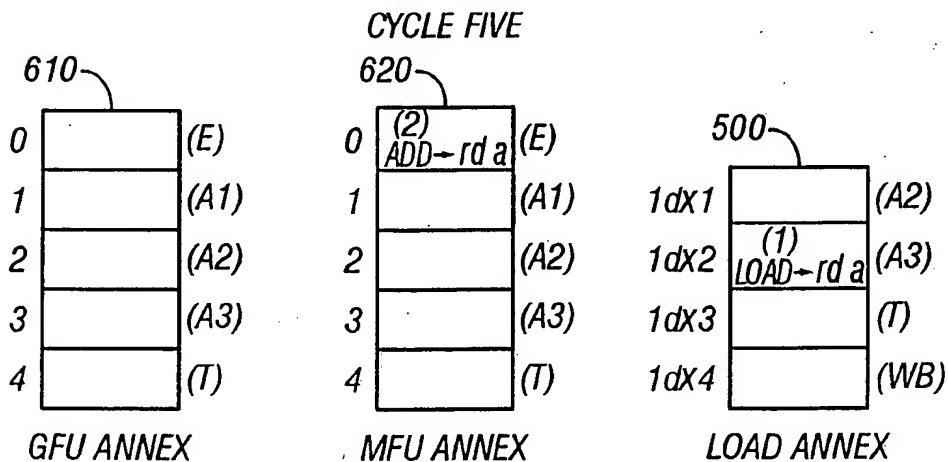 CYCLE FIVE
610
0 (E)
1 (A1)
2 (A2)
3 (A3)
4 (T)
GFU ANNEX
620
0 (2) ADD→rd a (E)
1 (A1)
2 (A2)
3 (A3)
4 (T)
MFU ANNEX
500
1dX1 (A2)
1dX2 (1) LOAD→rd a (A3)
1dX3 (T)
1dX4 (WB)
LOAD ANNEX